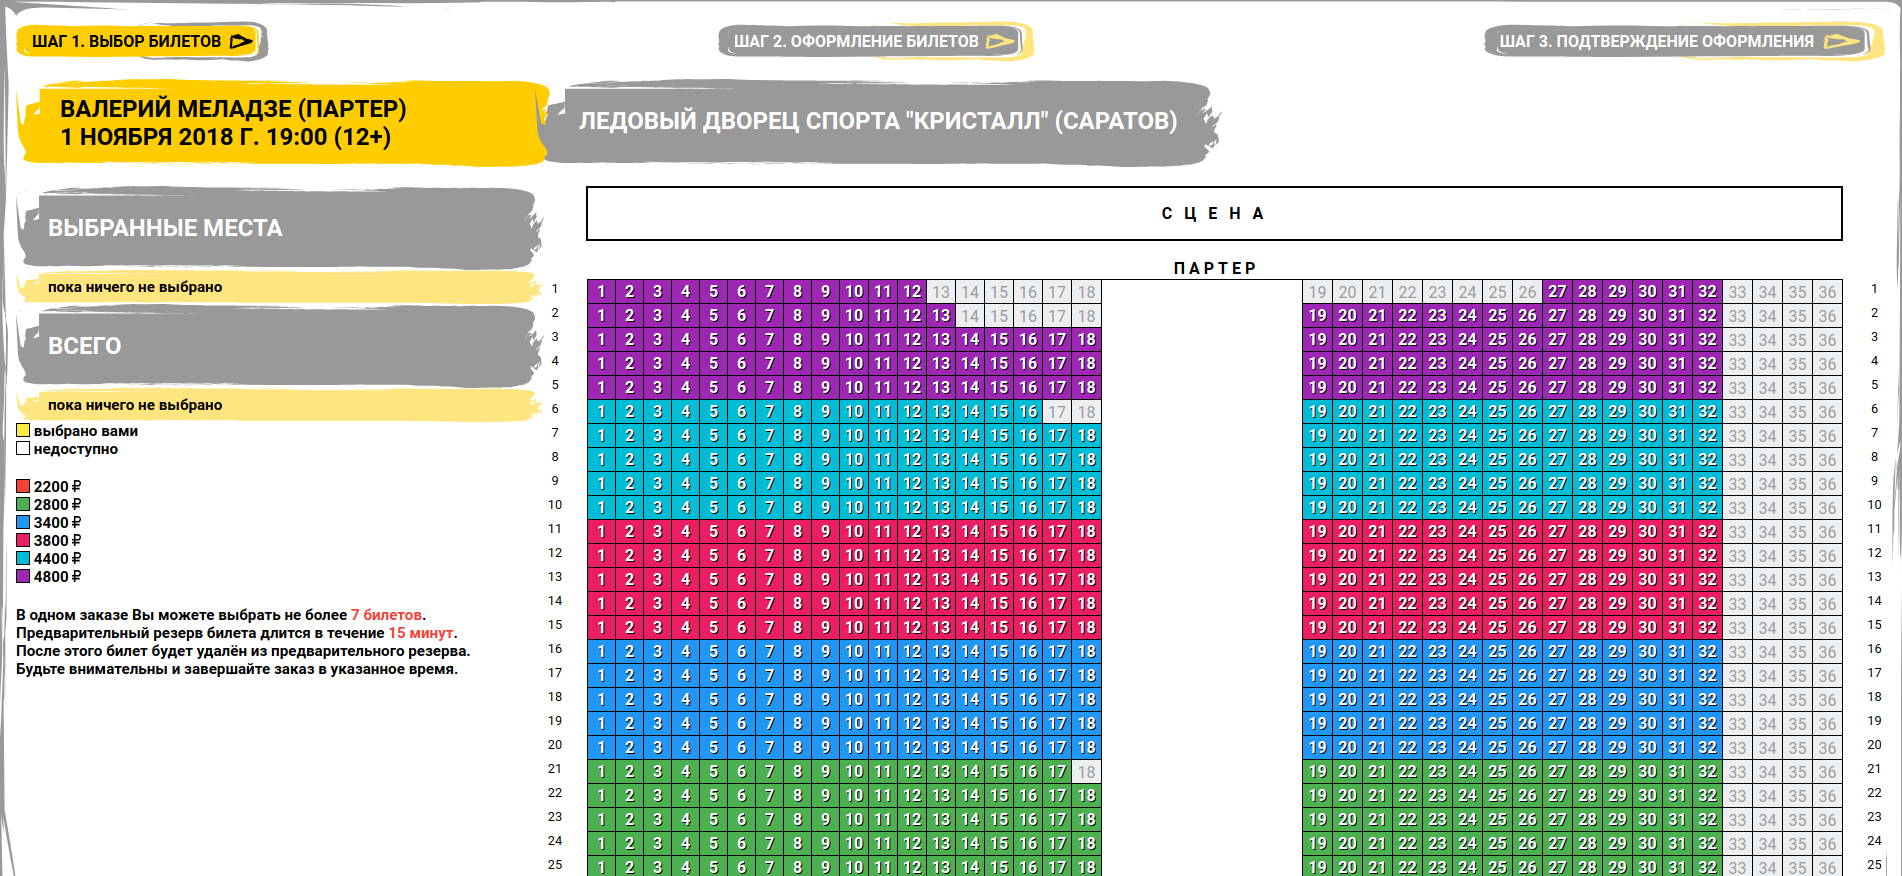 ШАГ 1. ВЫБОР БИЛЕТОВ
ШАГ 2. ОФОРМЛЕНИЕ БИЛЕТОВ
ШАГ 3. ПОДТВЕРЖДЕНИЕ ОФОРМЛЕНИЯ
ВАЛЕРИЙ МЕЛАДЗЕ (ПАРТЕР)
1 НОЯБРЯ 2018 Г. 19:00 (12+)
ЛЕДОВЫЙ ДВОРЕЦ СПОРТА "КРИСТАЛЛ" (САРАТОВ)
ВЫБРАННЫЕ МЕСТА
пока ничего не выбрано
ВСЕГО
пока ничего не выбрано
выбрано вами
недоступно
2200 ₽
2800 ₽
3400 ₽
3800 ₽
4400 ₽
4800 ₽
В одном заказе Вы можете выбрать не более 7 билетов.
Предварительный резерв билета длится в течение 15 минут.
После этого билет будет удалён из предварительного резерва.
Будьте внимательны и завершайте заказ в указанное время.
СЦЕНА
ПАРТЕР
1 1 2 3 4 5 6 7 8 9 10 11 12 13 14 15 16 17 18 19 20 21 22 23 24 25 26 27 28 29 30 31 32 33 34 35 36 1
2 1 2 3 4 5 6 7 8 9 10 11 12 13 14 15 16 17 18 19 20 21 22 23 24 25 26 27 28 29 30 31 32 33 34 35 36 2
3 1 2 3 4 5 6 7 8 9 10 11 12 13 14 15 16 17 18 19 20 21 22 23 24 25 26 27 28 29 30 31 32 33 34 35 36 3
4 1 2 3 4 5 6 7 8 9 10 11 12 13 14 15 16 17 18 19 20 21 22 23 24 25 26 27 28 29 30 31 32 33 34 35 36 4
5 1 2 3 4 5 6 7 8 9 10 11 12 13 14 15 16 17 18 19 20 21 22 23 24 25 26 27 28 29 30 31 32 33 34 35 36 5
6 1 2 3 4 5 6 7 8 9 10 11 12 13 14 15 16 17 18 19 20 21 22 23 24 25 26 27 28 29 30 31 32 33 34 35 36 6
7 1 2 3 4 5 6 7 8 9 10 11 12 13 14 15 16 17 18 19 20 21 22 23 24 25 26 27 28 29 30 31 32 33 34 35 36 7
8 1 2 3 4 5 6 7 8 9 10 11 12 13 14 15 16 17 18 19 20 21 22 23 24 25 26 27 28 29 30 31 32 33 34 35 36 8
9 1 2 3 4 5 6 7 8 9 10 11 12 13 14 15 16 17 18 19 20 21 22 23 24 25 26 27 28 29 30 31 32 33 34 35 36 9
10 1 2 3 4 5 6 7 8 9 10 11 12 13 14 15 16 17 18 19 20 21 22 23 24 25 26 27 28 29 30 31 32 33 34 35 36 10
11 1 2 3 4 5 6 7 8 9 10 11 12 13 14 15 16 17 18 19 20 21 22 23 24 25 26 27 28 29 30 31 32 33 34 35 36 11
12 1 2 3 4 5 6 7 8 9 10 11 12 13 14 15 16 17 18 19 20 21 22 23 24 25 26 27 28 29 30 31 32 33 34 35 36 12
13 1 2 3 4 5 6 7 8 9 10 11 12 13 14 15 16 17 18 19 20 21 22 23 24 25 26 27 28 29 30 31 32 33 34 35 36 13
14 1 2 3 4 5 6 7 8 9 10 11 12 13 14 15 16 17 18 19 20 21 22 23 24 25 26 27 28 29 30 31 32 33 34 35 36 14
15 1 2 3 4 5 6 7 8 9 10 11 12 13 14 15 16 17 18 19 20 21 22 23 24 25 26 27 28 29 30 31 32 33 34 35 36 15
16 1 2 3 4 5 6 7 8 9 10 11 12 13 14 15 16 17 18 19 20 21 22 23 24 25 26 27 28 29 30 31 32 33 34 35 36 16
17 1 2 3 4 5 6 7 8 9 10 11 12 13 14 15 16 17 18 19 20 21 22 23 24 25 26 27 28 29 30 31 32 33 34 35 36 17
18 1 2 3 4 5 6 7 8 9 10 11 12 13 14 15 16 17 18 19 20 21 22 23 24 25 26 27 28 29 30 31 32 33 34 35 36 18
19 1 2 3 4 5 6 7 8 9 10 11 12 13 14 15 16 17 18 19 20 21 22 23 24 25 26 27 28 29 30 31 32 33 34 35 36 19
20 1 2 3 4 5 6 7 8 9 10 11 12 13 14 15 16 17 18 19 20 21 22 23 24 25 26 27 28 29 30 31 32 33 34 35 36 20
21 1 2 3 4 5 6 7 8 9 10 11 12 13 14 15 16 17 18 19 20 21 22 23 24 25 26 27 28 29 30 31 32 33 34 35 36 21
22 1 2 3 4 5 6 7 8 9 10 11 12 13 14 15 16 17 18 19 20 21 22 23 24 25 26 27 28 29 30 31 32 33 34 35 36 22
23 1 2 3 4 5 6 7 8 9 10 11 12 13 14 15 16 17 18 19 20 21 22 23 24 25 26 27 28 29 30 31 32 33 34 35 36 23
24 1 2 3 4 5 6 7 8 9 10 11 12 13 14 15 16 17 18 19 20 21 22 23 24 25 26 27 28 29 30 31 32 33 34 35 36 24
25 1 2 3 4 5 6 7 8 9 10 11 12 13 14 15 16 17 18 19 20 21 22 23 24 25 26 27 28 29 30 31 32 33 34 35 36 25